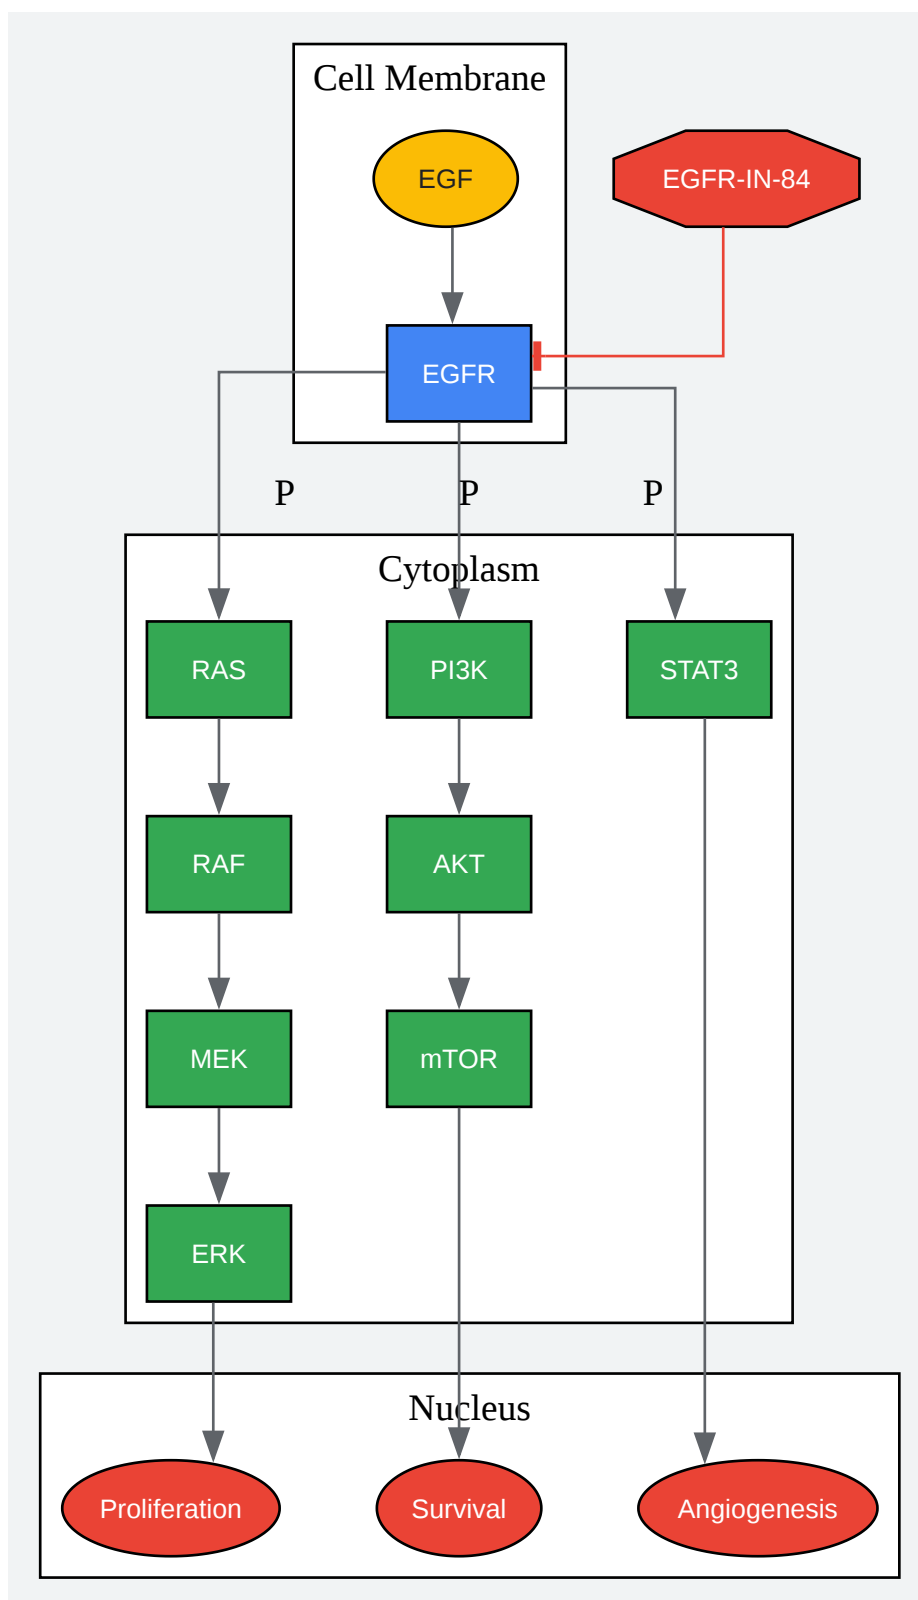 Cell Membrane
EGF
EGFR-IN-84
EGFR
P
P
P
Cytoplasm
RAS
PI3K
STAT3
RAF
AKT
MEK
mTOR
ERK
Nucleus
Proliferation
Survival
Angiogenesis